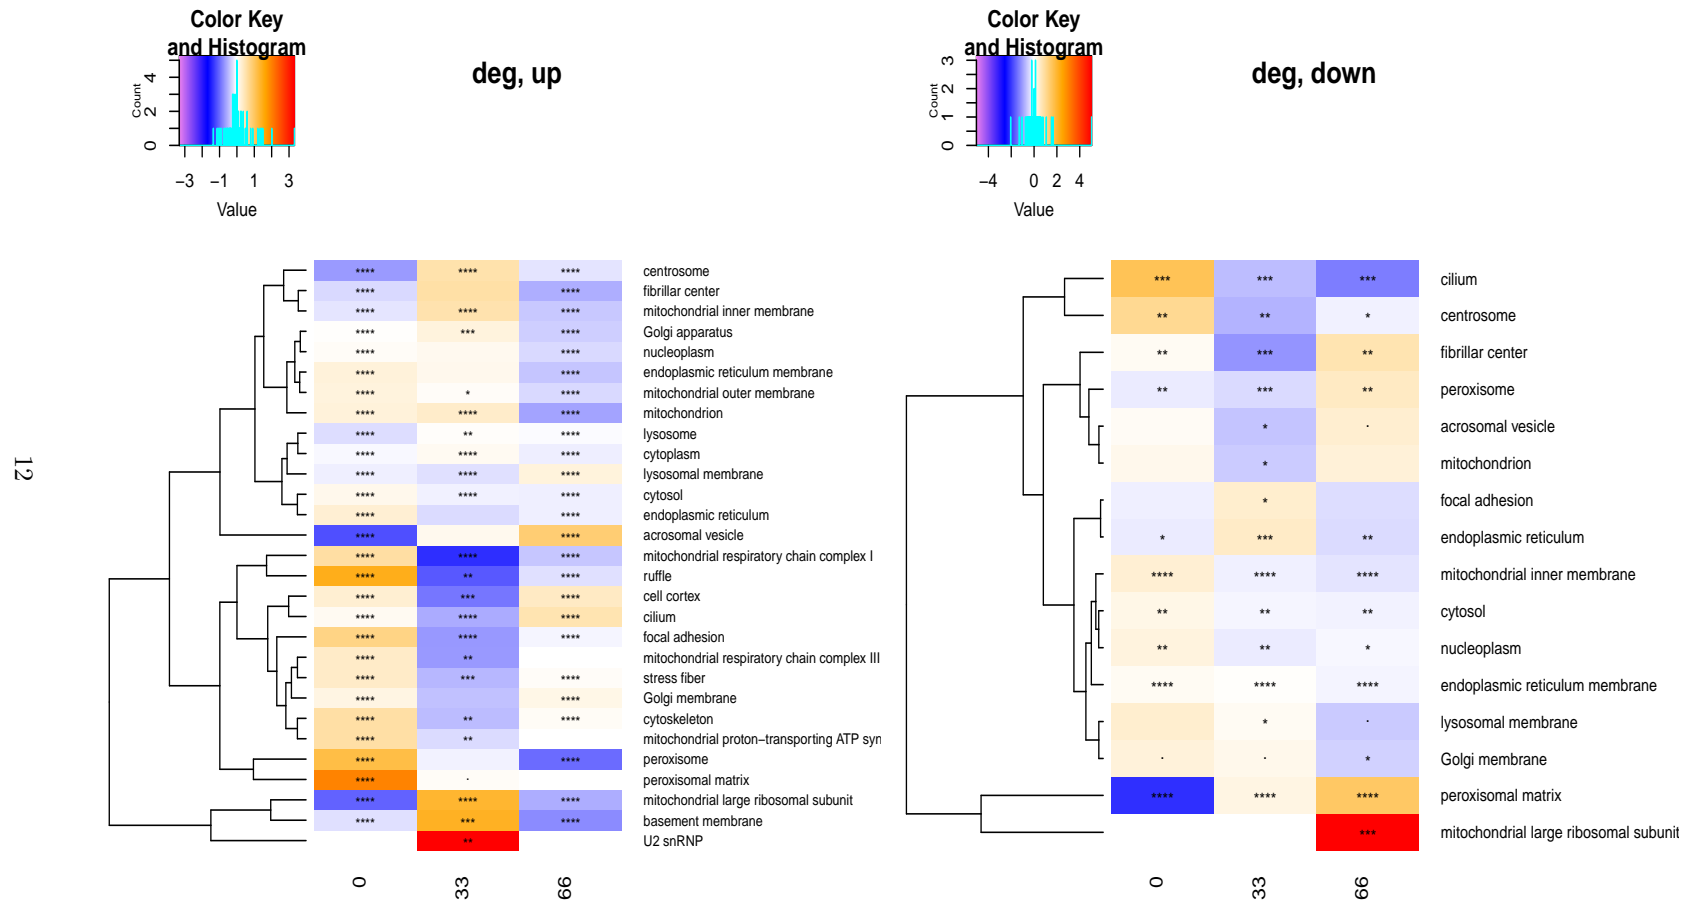 Color Key
and Histogram
Count
0 2 4
−3 −1 1 3
Value
deg, up
**** **** **** centrosome
**** **** fibrillar center
**** **** **** mitochondrial inner membrane
**** *** **** Golgi apparatus
**** **** nucleoplasm
**** **** endoplasmic reticulum membrane
**** * **** mitochondrial outer membrane
**** **** **** mitochondrion
**** ** **** lysosome
**** **** **** cytoplasm
**** **** **** lysosomal membrane
**** **** **** cytosol
**** **** endoplasmic reticulum
**** **** acrosomal vesicle
**** **** **** mitochondrial respiratory chain complex I
**** ** **** ruffle
**** *** **** cell cortex
**** **** **** cilium
**** **** **** focal adhesion
**** ** mitochondrial respiratory chain complex III
**** *** **** stress fiber
**** **** Golgi membrane
**** ** **** cytoskeleton
**** ** mitochondrial proton−transporting ATP syn
**** **** peroxisome
**** . peroxisomal matrix
**** **** **** mitochondrial large ribosomal subunit
**** *** **** basement membrane
** U2 snRNP
0 33 66
Color Key
and Histogram
Count
0 1 2 3
−4 0 2 4
Value
deg, down
*** *** *** cilium
** ** * centrosome
** *** ** fibrillar center
** *** ** peroxisome
* . acrosomal vesicle
* mitochondrion
* focal adhesion
* *** ** endoplasmic reticulum
**** **** **** mitochondrial inner membrane
** ** ** cytosol
** ** * nucleoplasm
**** **** **** endoplasmic reticulum membrane
* . lysosomal membrane
. . * Golgi membrane
**** **** **** peroxisomal matrix
*** mitochondrial large ribosomal subunit
0 33 66
12